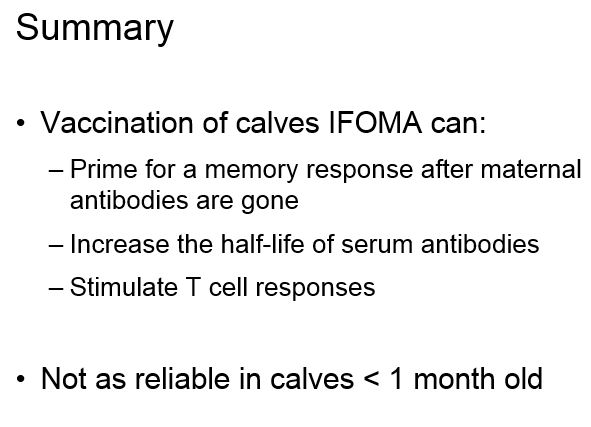 Summary
• Vaccination of calves IFOMA can:
– Prime for a memory response after maternal
antibodies are gone
– Increase the half-life of serum antibodies
– Stimulate T cell responses
• Not as reliable in calves < 1 month old